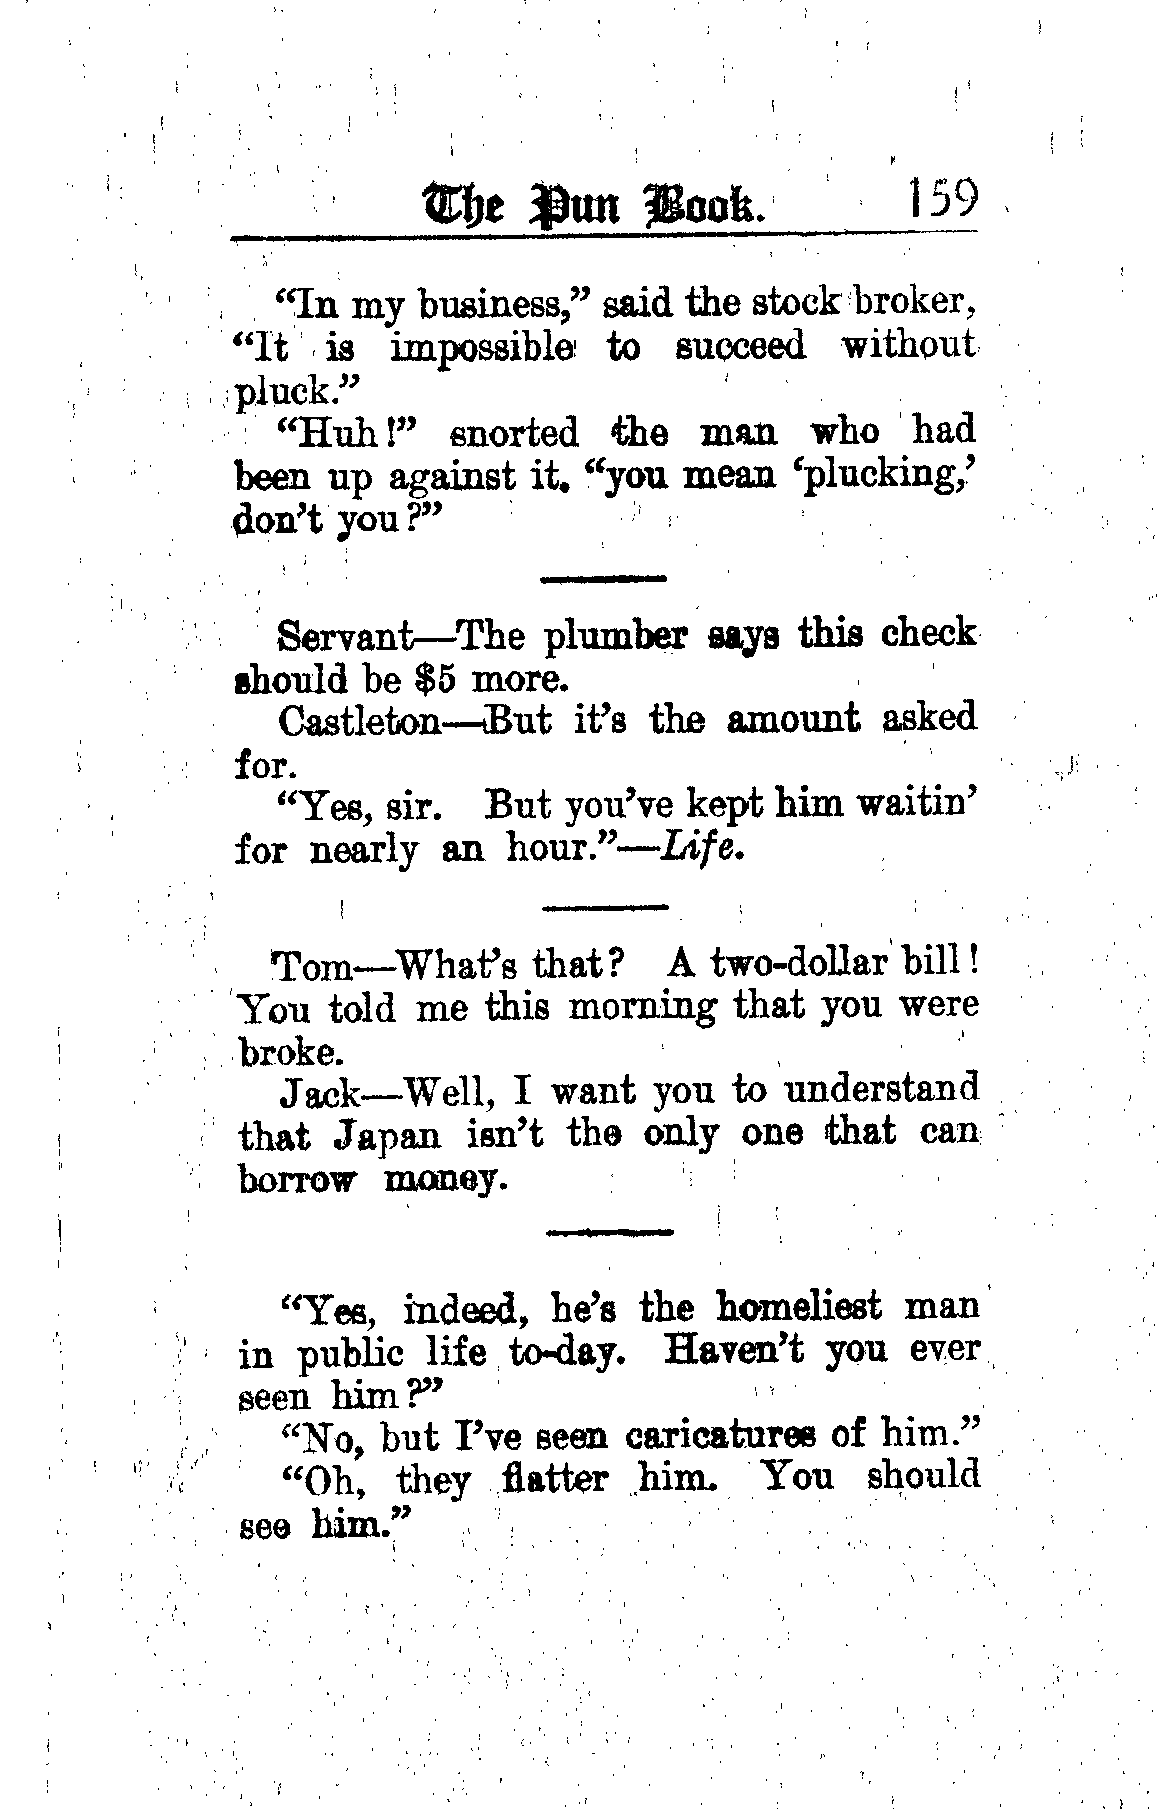 The Pun Book. 159
“In my business,” said the stock broker,
“It is impossible to succeed without
pluck.”
“Huh!” snorted the man who had
been up against it. “you mean ‘plucking,’
don’t you?”
Servant—The plumber says this check
should be $5 more.
Castleton—But it’s the amount asked
for.
“Yes, sir. But you’ve kept him waitin’
for nearly an hour.”—Life.
Tom—What’s that? A two-dollar bill!
You told me this morning that you were
broke.
Jack—Well, I want you to understand
that Japan isn’t the only one that can
borrow money.
“Yes, indeed, he’s the homeliest man
in public life to-day. Haven’t you ever
seen him?”
“No, but I’ve seen caricatures of him.”
“Oh, they flatter him. You should
see him.”